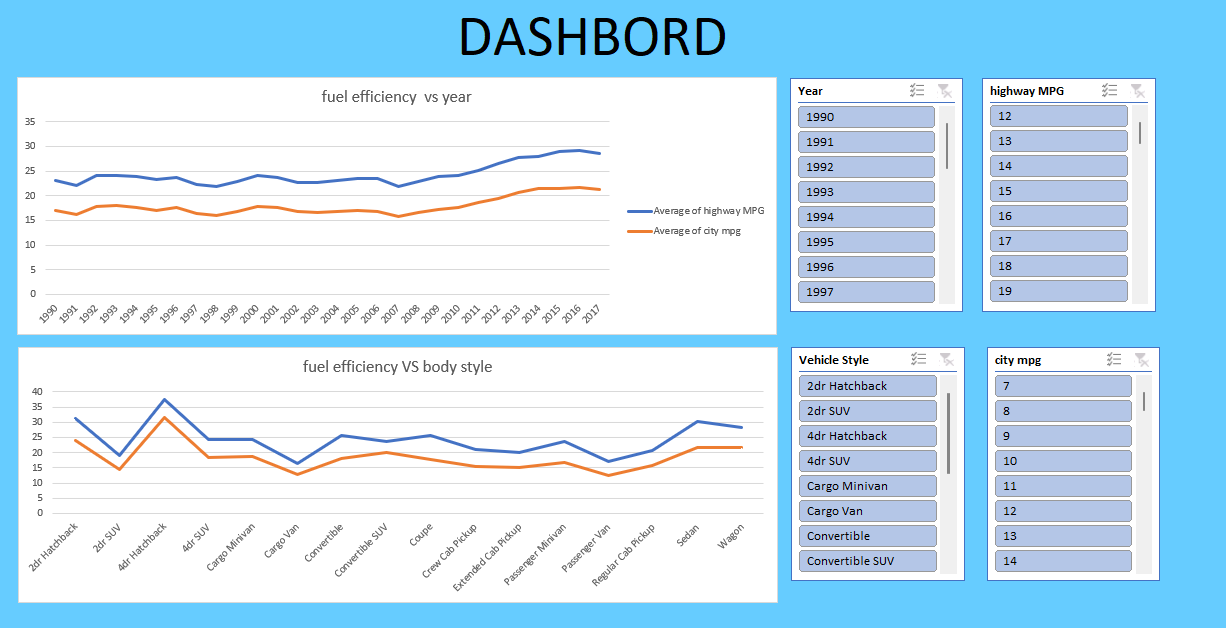 DASHBORD
fuel efficiency  vs year
35
30
25
20
15
10
5
0
1990
1991
1992
1993
1994
1995
1996
1997
1998
1999
2000
2001
2002
2003
2004
2005
2006
2007
2008
2009
2010
2011
2012
2013
2014
2015
2016
2017
Average of highway MPG
Average of city mpg
Year
1990
1991
1992
1993
1994
1995
1996
1997
highway MPG
12
13
14
15
16
17
18
19
fuel efficiency VS body style
40
35
30
25
20
15
10
5
0
2dr Hatchback
2dr SUV
4dr Hatchback
4dr SUV
Cargo Minivan
Cargo Van
Convertible
Convertible SUV
Coupe
Crew Cab Pickup
Extended Cab Pickup
Passenger Minivan
Passenger Van
Regular Cab Pickup
Sedan
Wagon
Vehicle Style
2dr Hatchback
2dr SUV
4dr Hatchback
4dr SUV
Cargo Minivan
Cargo Van
Convertible
Convertible SUV
city mpg
7
8
9
10
11
12
13
14